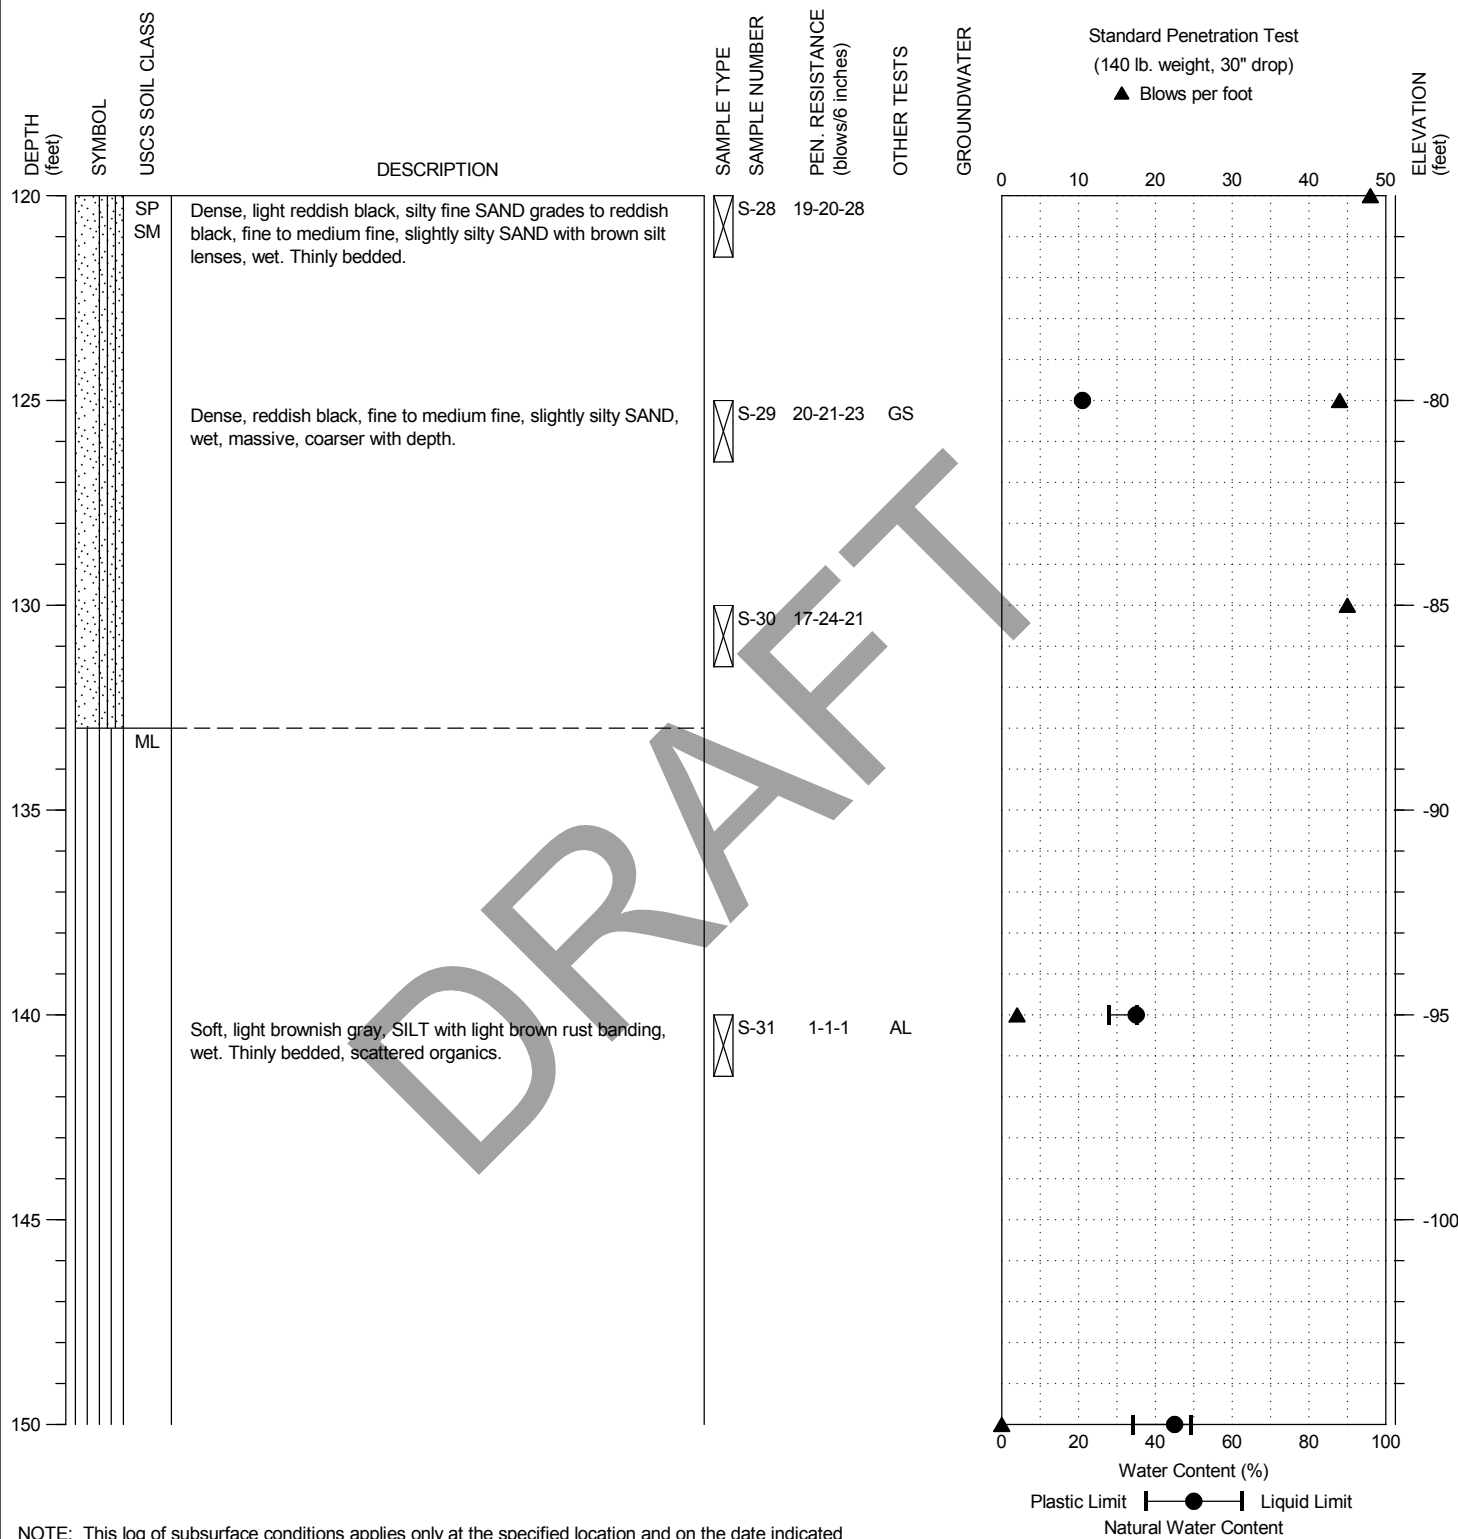 DEPTH
(feet)
SYMBOL
USCS SOIL CLASS
DESCRIPTION
SAMPLE TYPE
SAMPLE NUMBER
PEN. RESISTANCE
(blows/6 inches)
OTHER TESTS
GROUNDWATER
Standard Penetration Test
(140 lb. weight, 30" drop)
▲ Blows per foot
ELEVATION
(feet)
0 10 20 30 40 50
120
SP
SM
Dense, light reddish black, silty fine SAND grades to reddish
black, fine to medium fine, slightly silty SAND with brown silt
lenses, wet. Thinly bedded.
S-28 19-20-28
125
Dense, reddish black, fine to medium fine, slightly silty SAND,
wet, massive, coarser with depth.
S-29 20-21-23 GS
-80
130
S-30 17-24-21
-85
ML
135
-90
140
Soft, light brownish gray, SILT with light brown rust banding,
wet. Thinly bedded, scattered organics.
S-31 1-1-1 AL
-95
145
-100
150
DRAFT
0 20 40 60 80 100
Water Content (%)
Plastic Limit Liquid Limit
Natural Water Content
NOTE: This log of subsurface conditions applies only at the specified location and on the date indicated